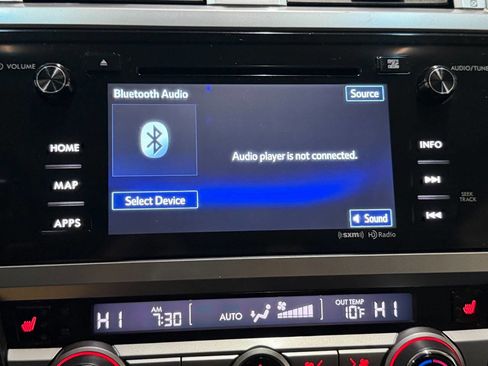 VOLUME
AUDIO/TUNE
Bluetooth Audio
Source
HOME
INFO
Audio player is not connected.
MAP
SEEK
TRACK
Select Device
APPS
Sound
((sxm)) HD Radio
HI
AM
7:30
AUTO
OUT TEMP
10°F
HI